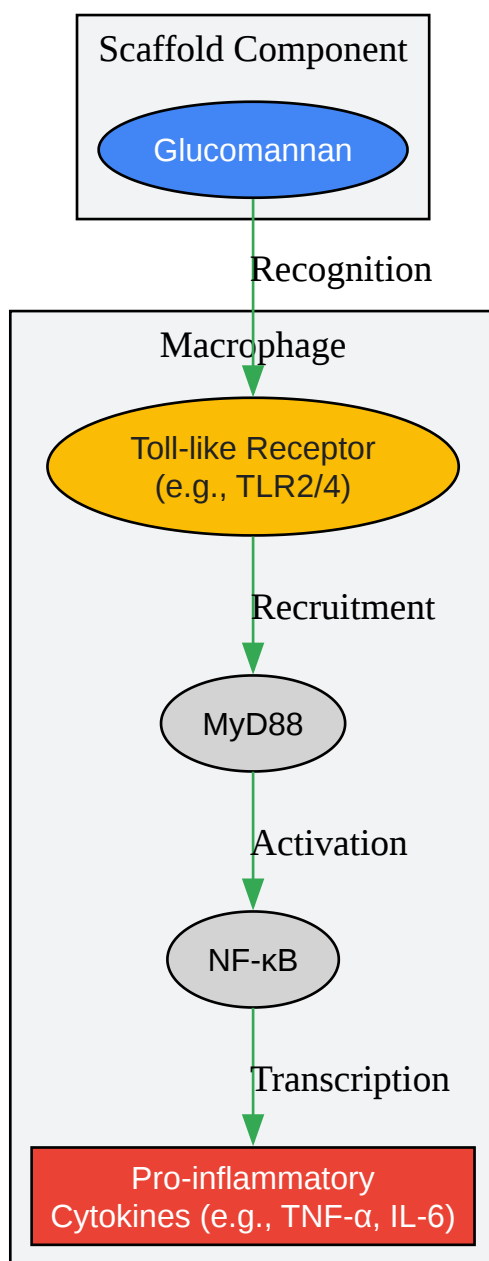 Scaffold Component
Glucomannan
Recognition
Macrophage
Toll-like Receptor
(e.g., TLR2/4)
Recruitment
MyD88
Activation
NF-κB
Transcription
Pro-inflammatory
Cytokines (e.g., TNF-α, IL-6)